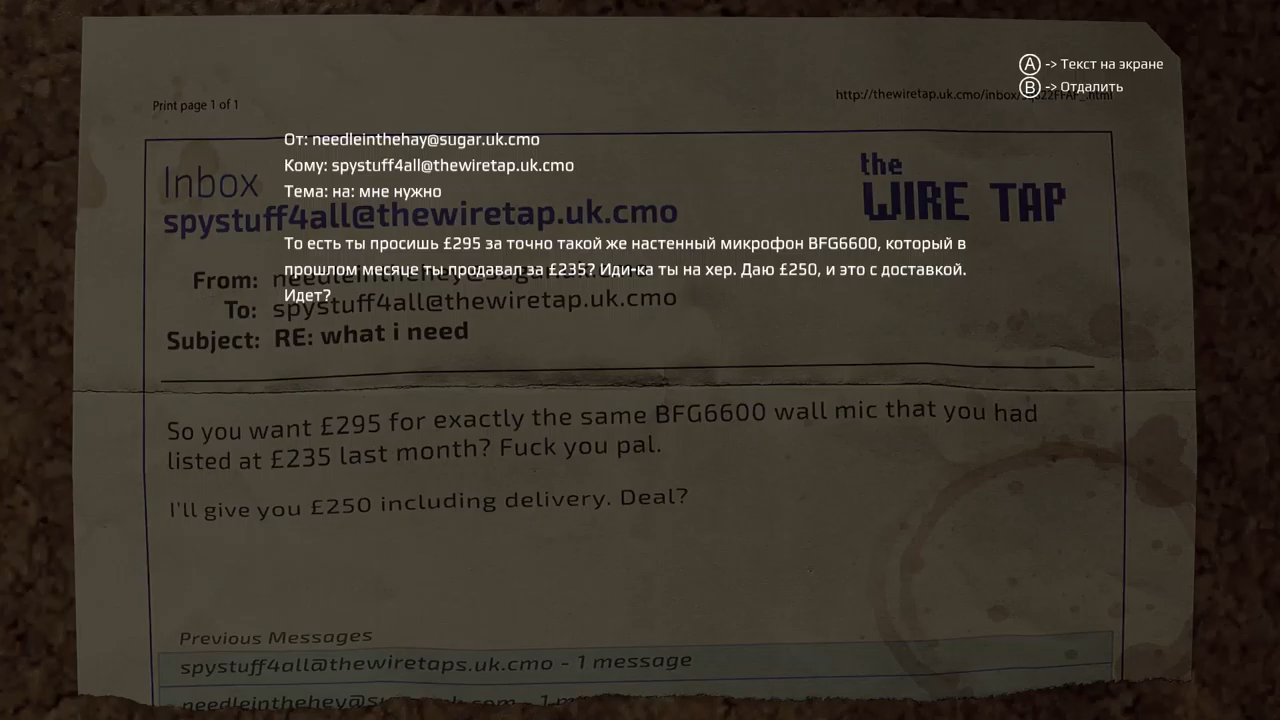 -> Текст на экране
-> Отдалить
Print page 1 of 1
http://thewiretap.uk.cmo/inbox/
От: needleinthehay@sugar.uk.cmo
Кому: spystuff4all@thewiretap.uk.cmo
Тема: на: мне нужно
То есть ты просишь £295 за точно такой же настенный микрофон BFG6600, который в
прошлом месяце ты продавал за £235? Иди-ка ты на хер. Даю £250, и это с доставкой.
Идет?
Inbox
the
WIRE TAP
spystuff4all@thewiretap.uk.cmo
From:
To: spystuff4all@thewiretap.uk.cmo
Subject: RE: what i need
So you want £295 for exactly the same BFG6600 wall mic that you had
listed at £235 last month? Fuck you pal.
I'll give you £250 including delivery. Deal?
Previous Messages
spystuff4all@thewiretaps.uk.cmo - 1 message